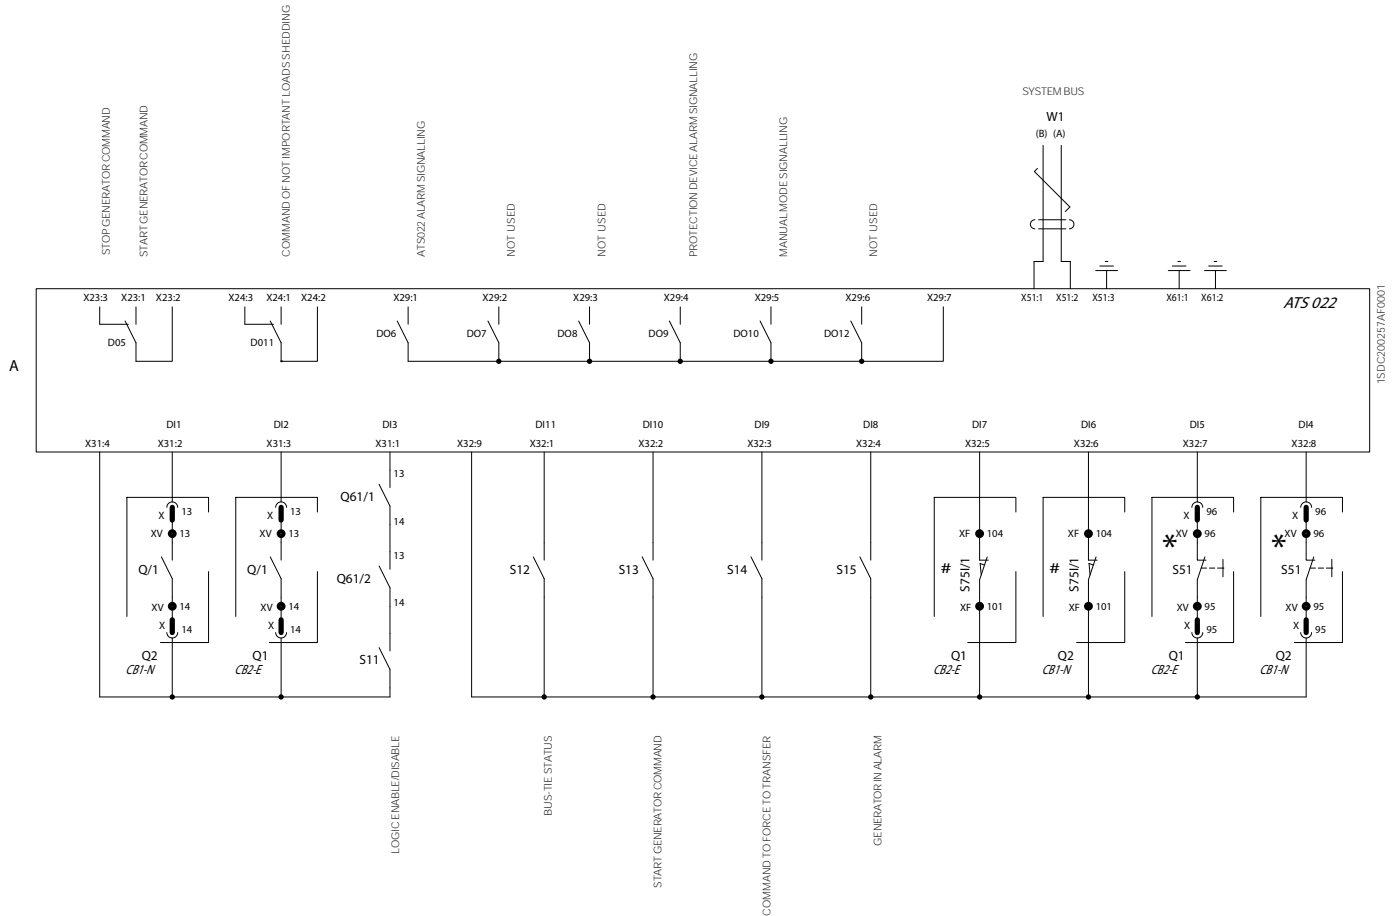 STOP GENERATOR COMMAND
START GENERATOR COMMAND
COMMAND OF NOT IMPORTANT LOADS SHEDDING
ATS022 ALARM SIGNALLING
NOT USED
NOT USED
PROTECTION DEVICE ALARM SIGNALLING
MANUAL MODE SIGNALLING
NOT USED
SYSTEM BUS
W1
(B) (A)
X23:3 X23:1 X23:2 X24:3 X24:1 X24:2 X29:1 X29:2 X29:3 X29:4 X29:5 X29:6 X29:7 X51:1 X51:2 X51:3 X61:1 X61:2
ATS 022
D05 D011 DO6 DO7 DO8 DO9 DO10 DO12
A
1SDC200257AF0001
DI1 DI2 DI3 DI11 DI10 DI9 DI8 DI7 DI6 DI5 DI4
X31:4 X31:2 X31:3 X31:1 X32:9 X32:1 X32:2 X32:3 X32:4 X32:5 X32:6 X32:7 X32:8
13
Q61/1
14
13
Q61/2
14
S11
X 13
XV 13
Q/1
XV 14
X 14
Q2
CB1-N
X 13
XV 13
Q/1
XV 14
X 14
Q1
CB2-E
S12 S13 S14 S15
XF 104
# S75I/1
XF 101
Q1
CB2-E
XF 104
# S75I/1
XF 101
Q2
CB1-N
X 96
* XV 96
S51
XV 95
X 95
Q1
CB2-E
X 96
* XV 96
S51
XV 95
X 95
Q2
CB1-N
LOGIC ENABLE/DISABLE
BUS-TIE STATUS
START GENERATOR COMMAND
COMMAND TO FORCE TO TRANSFER
GENERATOR IN ALARM